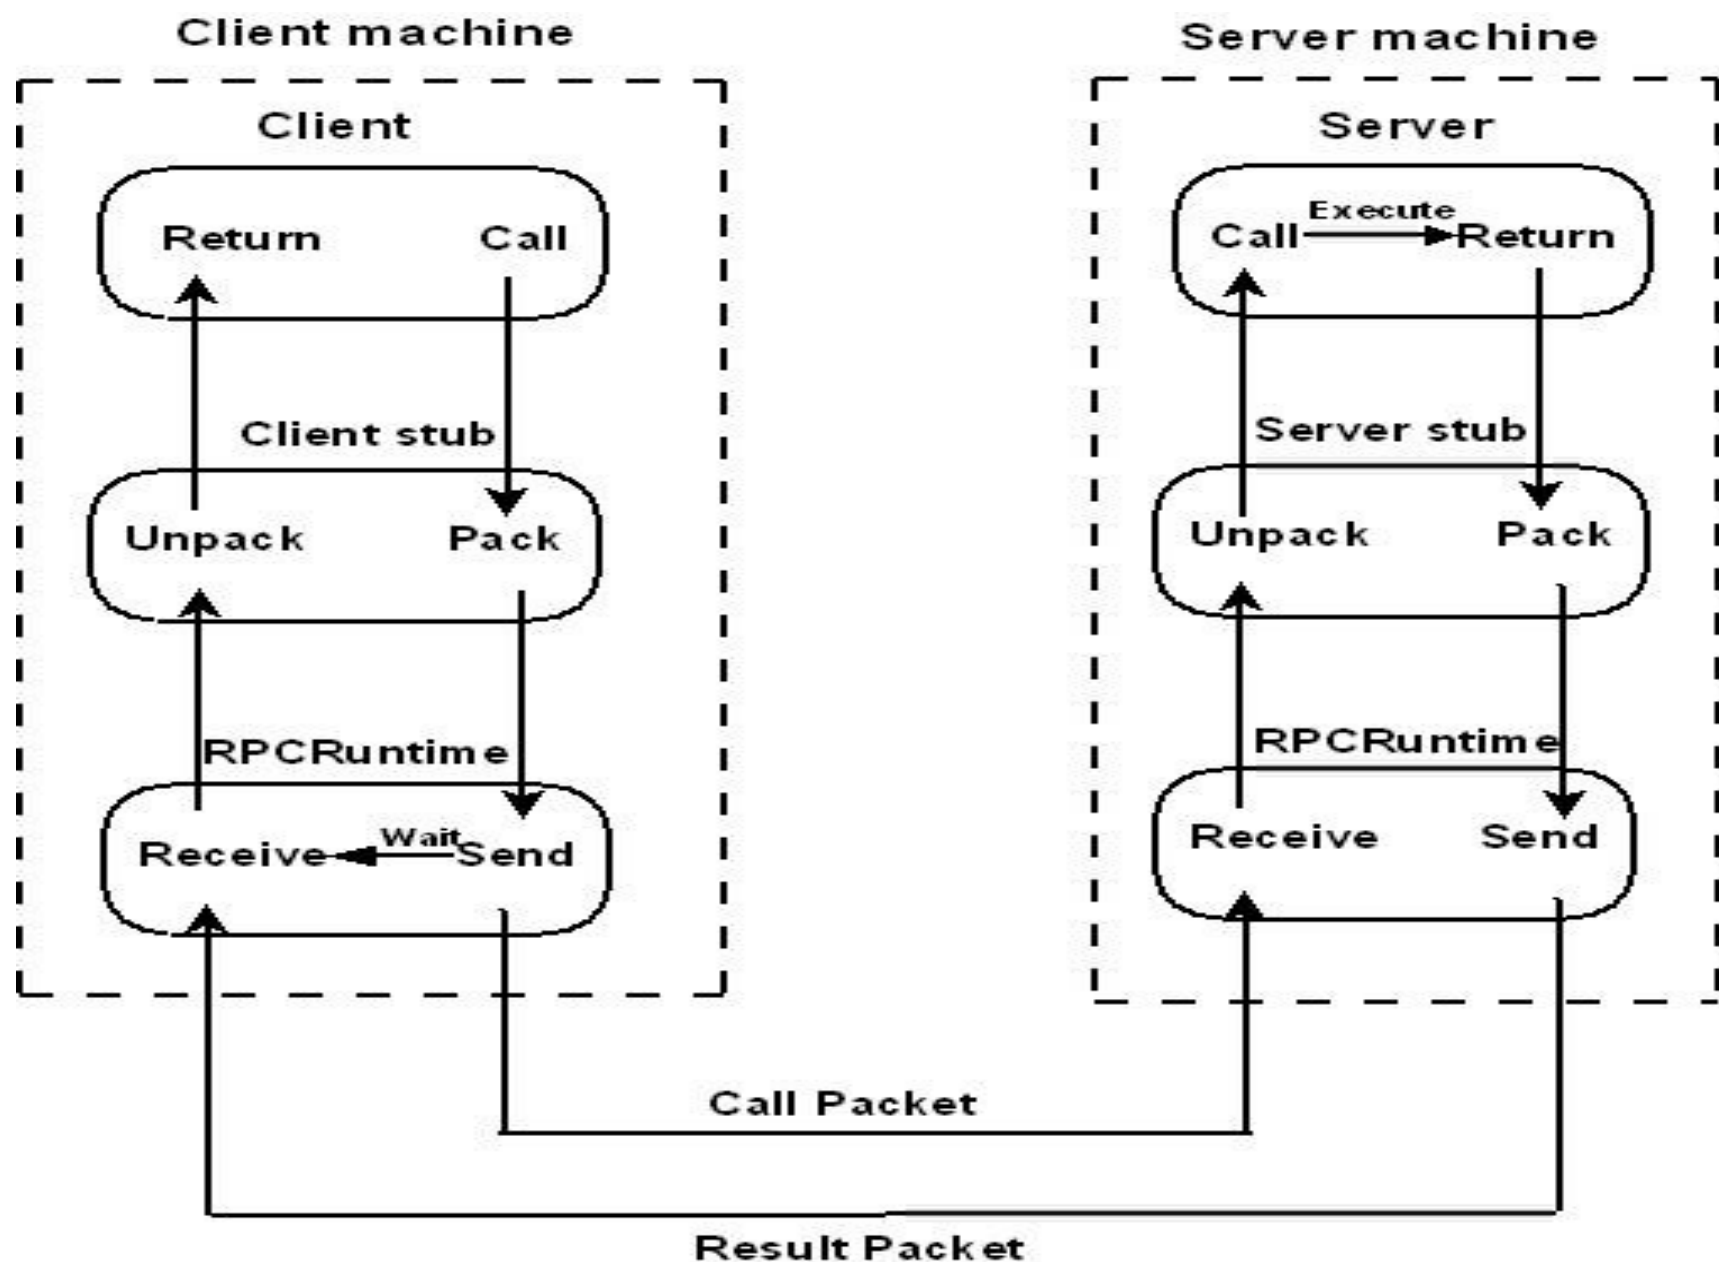 Client machine
Client
Return Call
Client stub
Unpack Pack
RPCRuntime
Wait
Receive Send
Server machine
Server
Execute
Call Return
Server stub
Unpack Pack
RPCRuntime
Receive Send
Call Packet
Result Packet